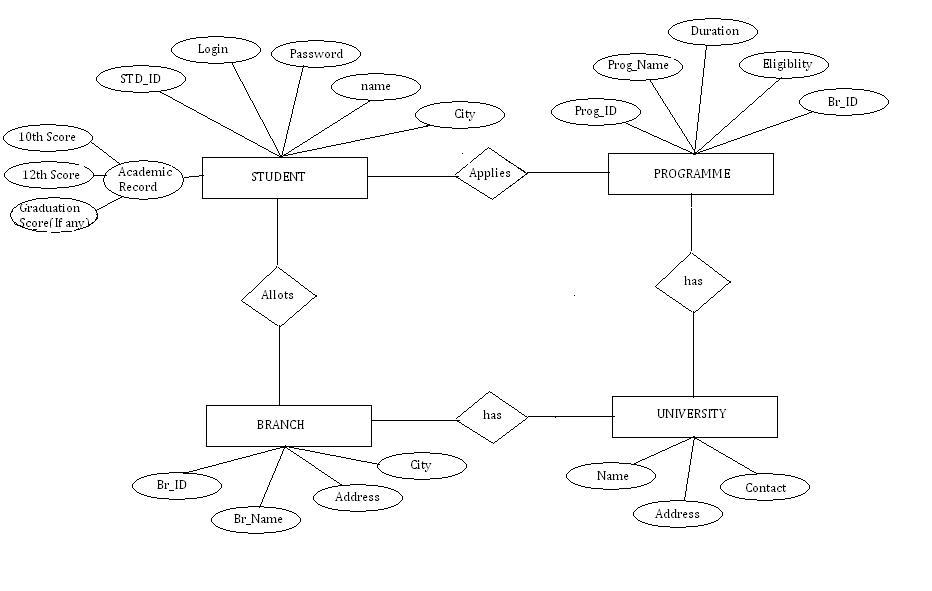 Duration
Login
Password
Prog_Name
Eligiblity
STD_ID
name
Br_ID
City
Prog_ID
10th Score
12th Score
Academic
Record
STUDENT
Applies
PROGRAMME
Graduation
Score(If any)
Allots
has
BRANCH
has
UNIVERSITY
City
Br_ID
Address
Br_Name
Name
Contact
Address